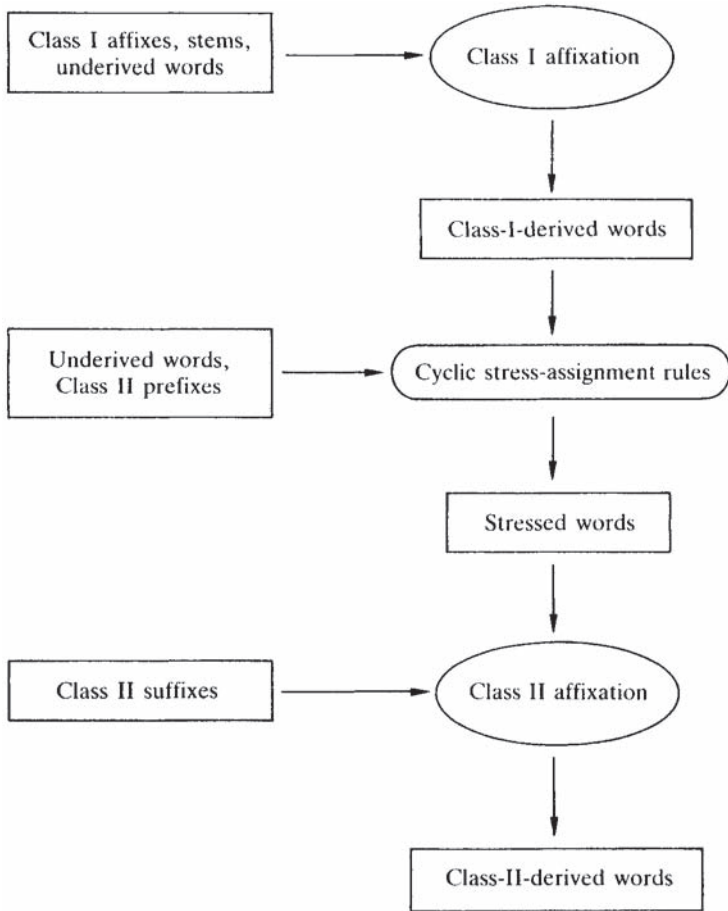 Class I affixes, stems,
underived words
Class I affixation
Class-I-derived words
Underived words,
Class II prefixes
Cyclic stress-assignment rules
Stressed words
Class II suffixes
Class II affixation
Class-II-derived words